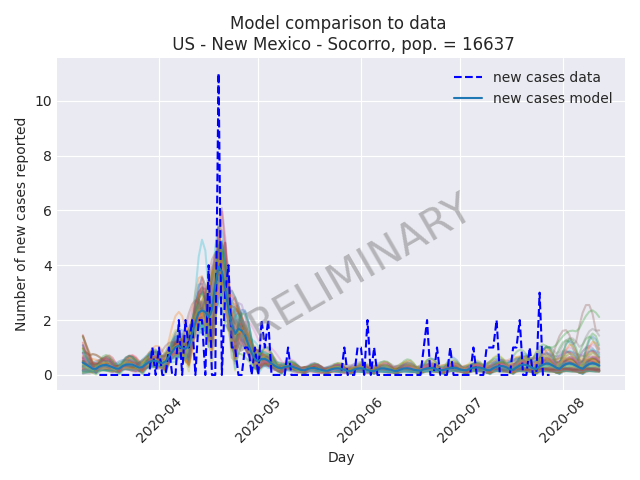 Model comparison to data
US - New Mexico - Socorro, pop. = 16637
new cases data
new cases model
Number of new cases reported
10
8
6
4
2
0
PRELIMINARY
2020-04
2020-05
2020-06
2020-07
2020-08
Day